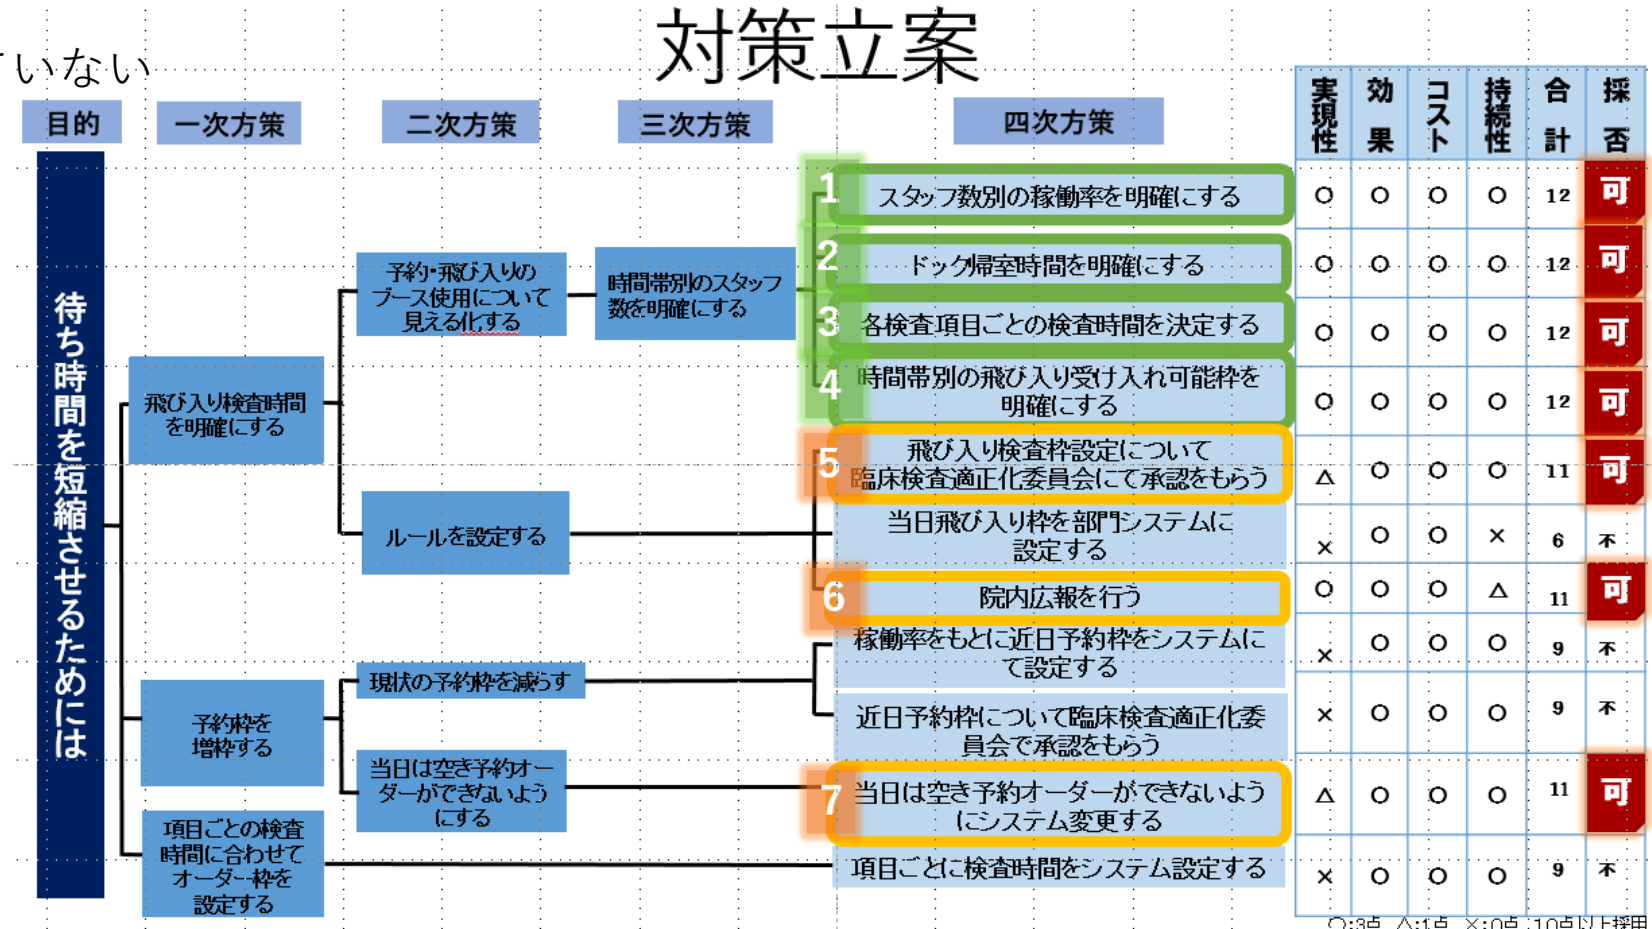 対策立案
ていない
目的
一次方策
二次方策
三次方策
四次方策
実現性
効果
コスト
持続性
合計
採否
待ち時間を短縮させるためには
飛び入り検査時間
を明確にする
予約・飛び入りの
ブース使用について
見える化する
時間帯別のスタッフ
数を明確にする
1 スタッフ数別の稼働率を明確にする ○ ○ ○ ○ 12 可
2 ドック帰室時間を明確にする ○ ○ ○ ○ 12 可
3 各検査項目ごとの検査時間を決定する ○ ○ ○ ○ 12 可
4 時間帯別の飛び入り受け入れ可能枠を
明確にする ○ ○ ○ ○ 12 可
ルールを設定する
5 飛び入り検査枠設定について
臨床検査適正化委員会にて承認をもらう △ ○ ○ ○ 11 可
当日飛び入り枠を部門システムに
設定する × ○ ○ × 6 不
6 院内広報を行う ○ ○ ○ △ 11 可
予約枠を
増枠する
現状の予約枠を減らす
稼働率をもとに近日予約枠をシステムに
て設定する × ○ ○ ○ 9 不
近日予約枠について臨床検査適正化委
員会で承認をもらう × ○ ○ ○ 9 不
当日は空き予約オー
ダーができないよう
にする
7 当日は空き予約オーダーができないよう
にシステム変更する △ ○ ○ ○ 11 可
項目ごとの検査
時間に合わせて
オーダー枠を
設定する
項目ごとに検査時間をシステム設定する × ○ ○ ○ 9 不
○:3点 △:1点 ×:0点 10点以上採用